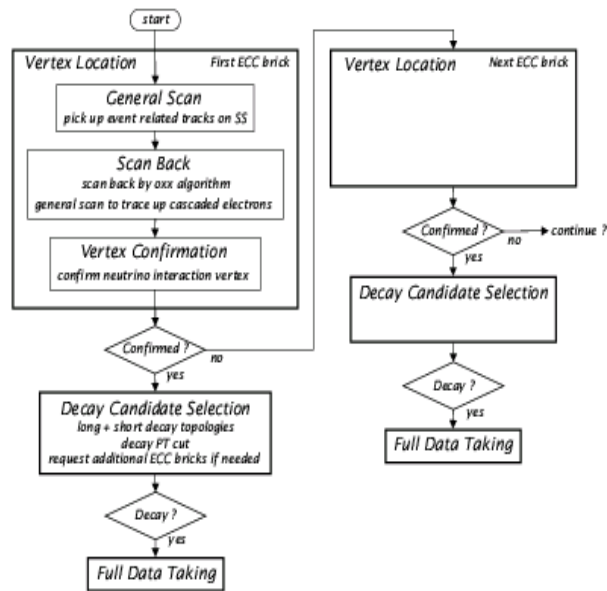 start
Vertex Location
First ECC brick
General Scan
pick up event related tracks on SS
Scan Back
scan back by oxx algorithm
general scan to trace up cascaded electrons
Vertex Confirmation
confirm neutrino interaction vertex
Confirmed ?
no
yes
Decay Candidate Selection
long + short decay topologies
decay PT cut
request additional ECC bricks if needed
Decay ?
yes
Full Data Taking
Vertex Location
Next ECC brick
Confirmed ?
no
continue ?
yes
Decay Candidate Selection
Decay ?
yes
Full Data Taking